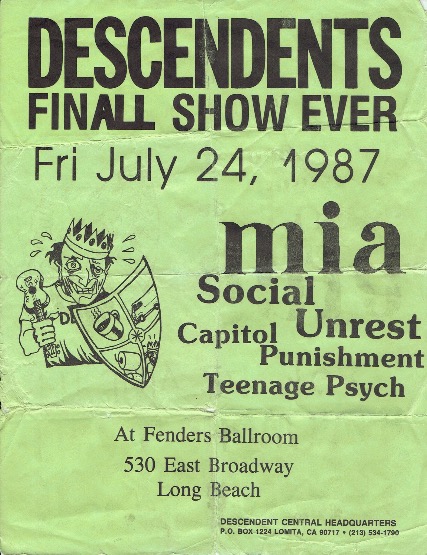 DESCENDENTS
FINALL SHOW EVER
Fri July 24, 1987
mia
Social
Unrest
Capitol
Punishment
Teenage Psych
At Fenders Ballroom
530 East Broadway
Long Beach
DESCENDENT CENTRAL HEADQUARTERS
P.O. BOX 1224 LOMITA, CA 90717 • (213) 534-1790